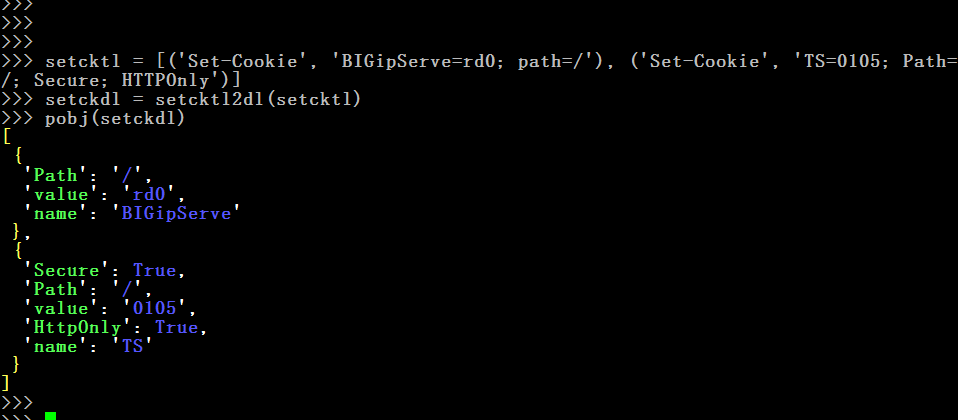 >>>
>>>
>>>
>>> setcktl = [('Set-Cookie', 'BIGipServe=rd0; path=/'), ('Set-Cookie', 'TS=0105; Path=
/; Secure; HTTPOnly')]
>>> setckdl = setcktl2dl(setcktl)
>>> pobj(setckdl)
[
 {
  'Path': '/',
  'value': 'rd0',
  'name': 'BIGipServe'
 },
 {
  'Secure': True,
  'Path': '/',
  'value': '0105',
  'HttpOnly': True,
  'name': 'TS'
 }
]
>>>
>>>